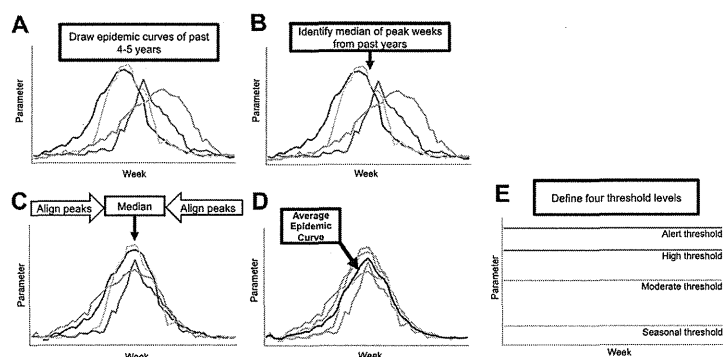 A
Draw epidemic curves of past
4-5 years
Parameter
Week
B
Identify median of peak weeks
from past years
Parameter
Week
C
Align peaks
Median
Align peaks
Parameter
Week
D
Average
Epidemic
Curve
Parameter
Week
E
Define four threshold levels
Alert threshold
High threshold
Moderate threshold
Seasonal threshold
Parameter
Week